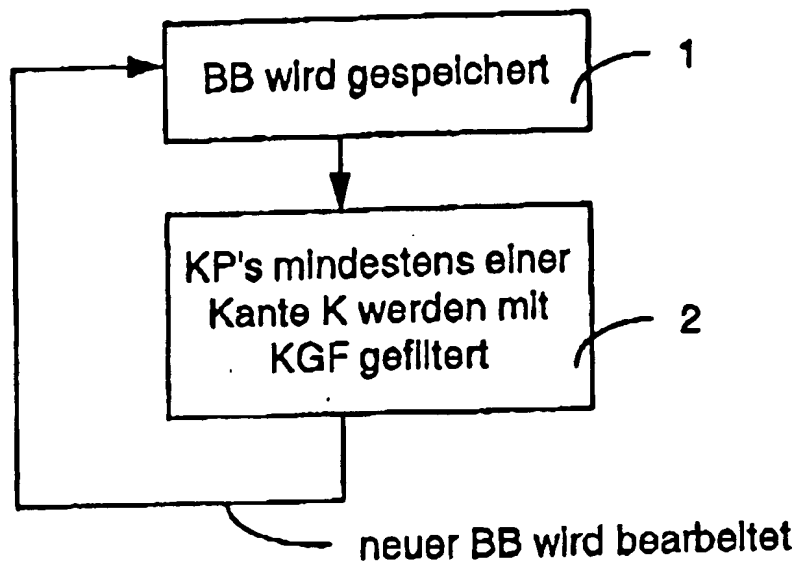 BB wird gespeichert
1
KP's mindestens einer
Kante K werden mit
KGF gefiltert
2
neuer BB wird bearbeitet